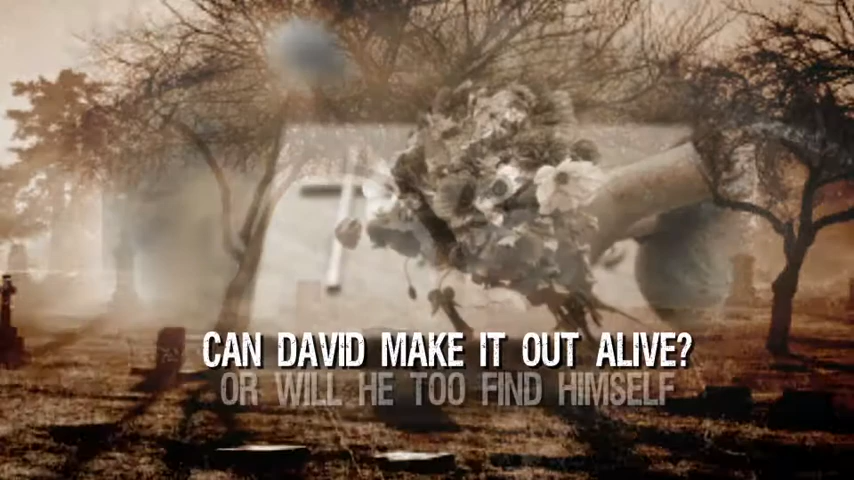 CAN DAVID MAKE IT OUT ALIVE?
OR WILL HE TOO FIND HIMSELF